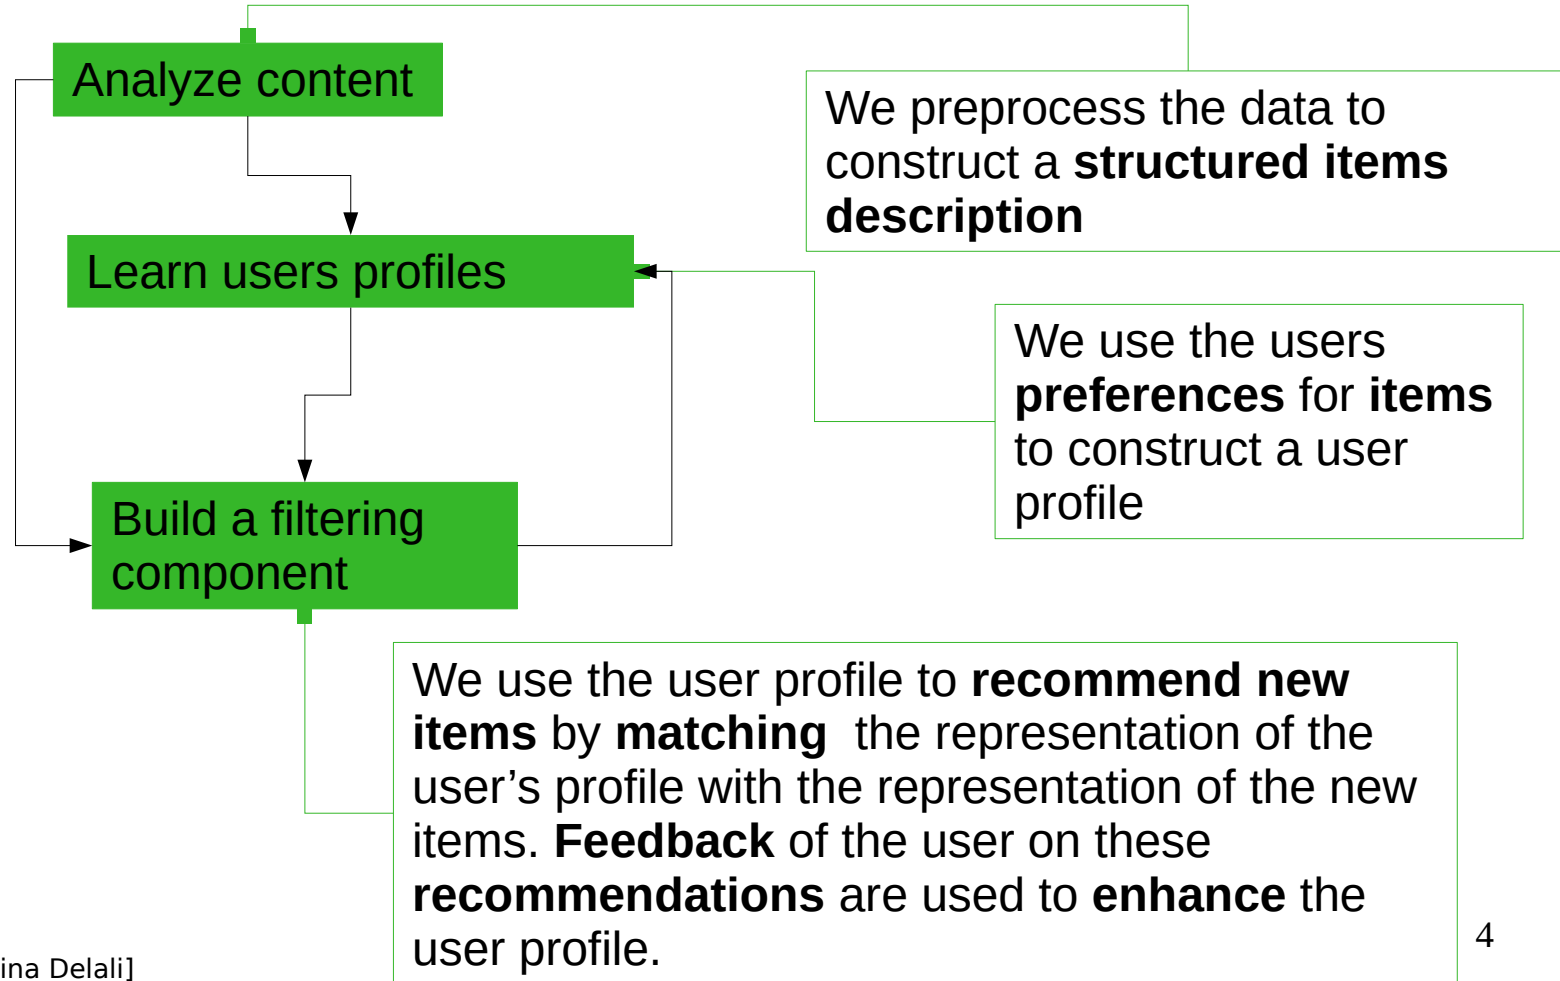 Analyze content
We preprocess the data to
construct a structured items
description
Learn users profiles
We use the users
preferences for items
to construct a user
profile
Build a filtering
component
We use the user profile to recommend new
items by matching  the representation of the
user’s profile with the representation of the new
items. Feedback of the user on these
recommendations are used to enhance the
user profile.
4
ina Delali]